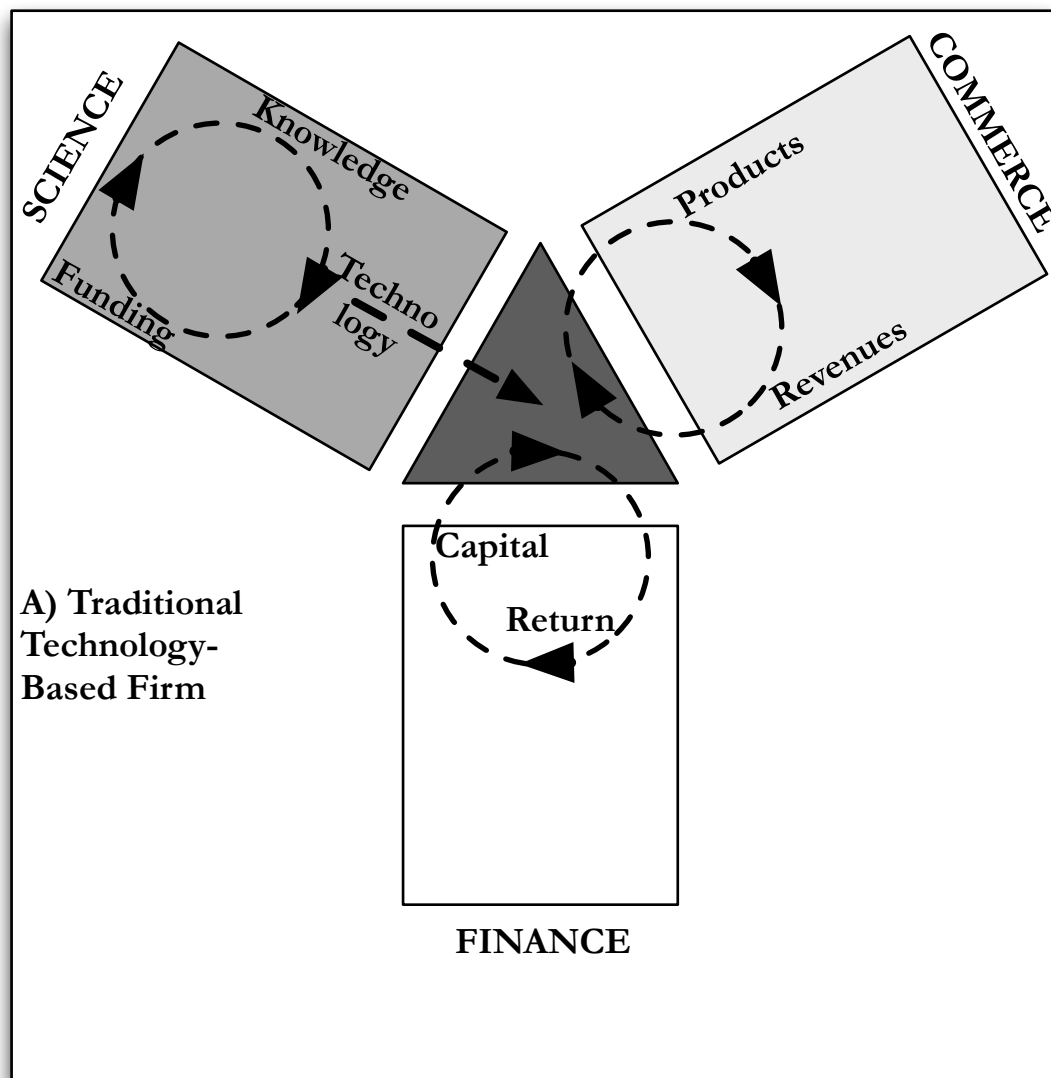 SCIENCE
Knowledge
Funding
Techno
logy
COMMERCE
Products
Revenues
Capital
Return
A) Traditional
Technology-
Based Firm
FINANCE